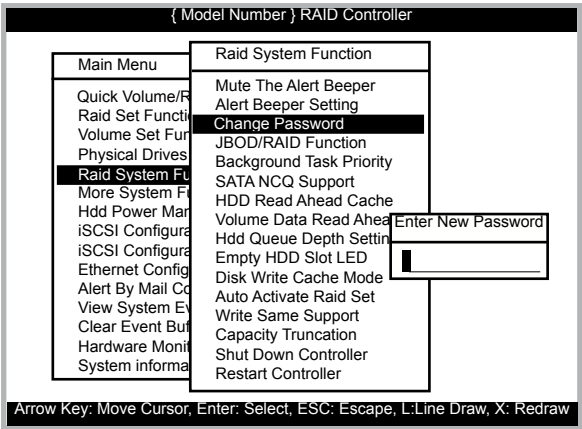 { Model Number } RAID Controller
Main Menu
Quick Volume/R
Raid Set Functi
Volume Set Fun
Physical Drives
Raid System Fu
More System Fu
Hdd Power Man
iSCSI Configura
iSCSI Configura
Ethernet Config
Alert By Mail Co
View System Ev
Clear Event Buf
Hardware Monit
System informa
Raid System Function
Mute The Alert Beeper
Alert Beeper Setting
Change Password
JBOD/RAID Function
Background Task Priority
SATA NCQ Support
HDD Read Ahead Cache
Volume Data Read Ahea
Hdd Queue Depth Settin
Empty HDD Slot LED
Disk Write Cache Mode
Auto Activate Raid Set
Write Same Support
Capacity Truncation
Shut Down Controller
Restart Controller
Enter New Password
Arrow Key: Move Cursor, Enter: Select, ESC: Escape, L:Line Draw, X: Redraw